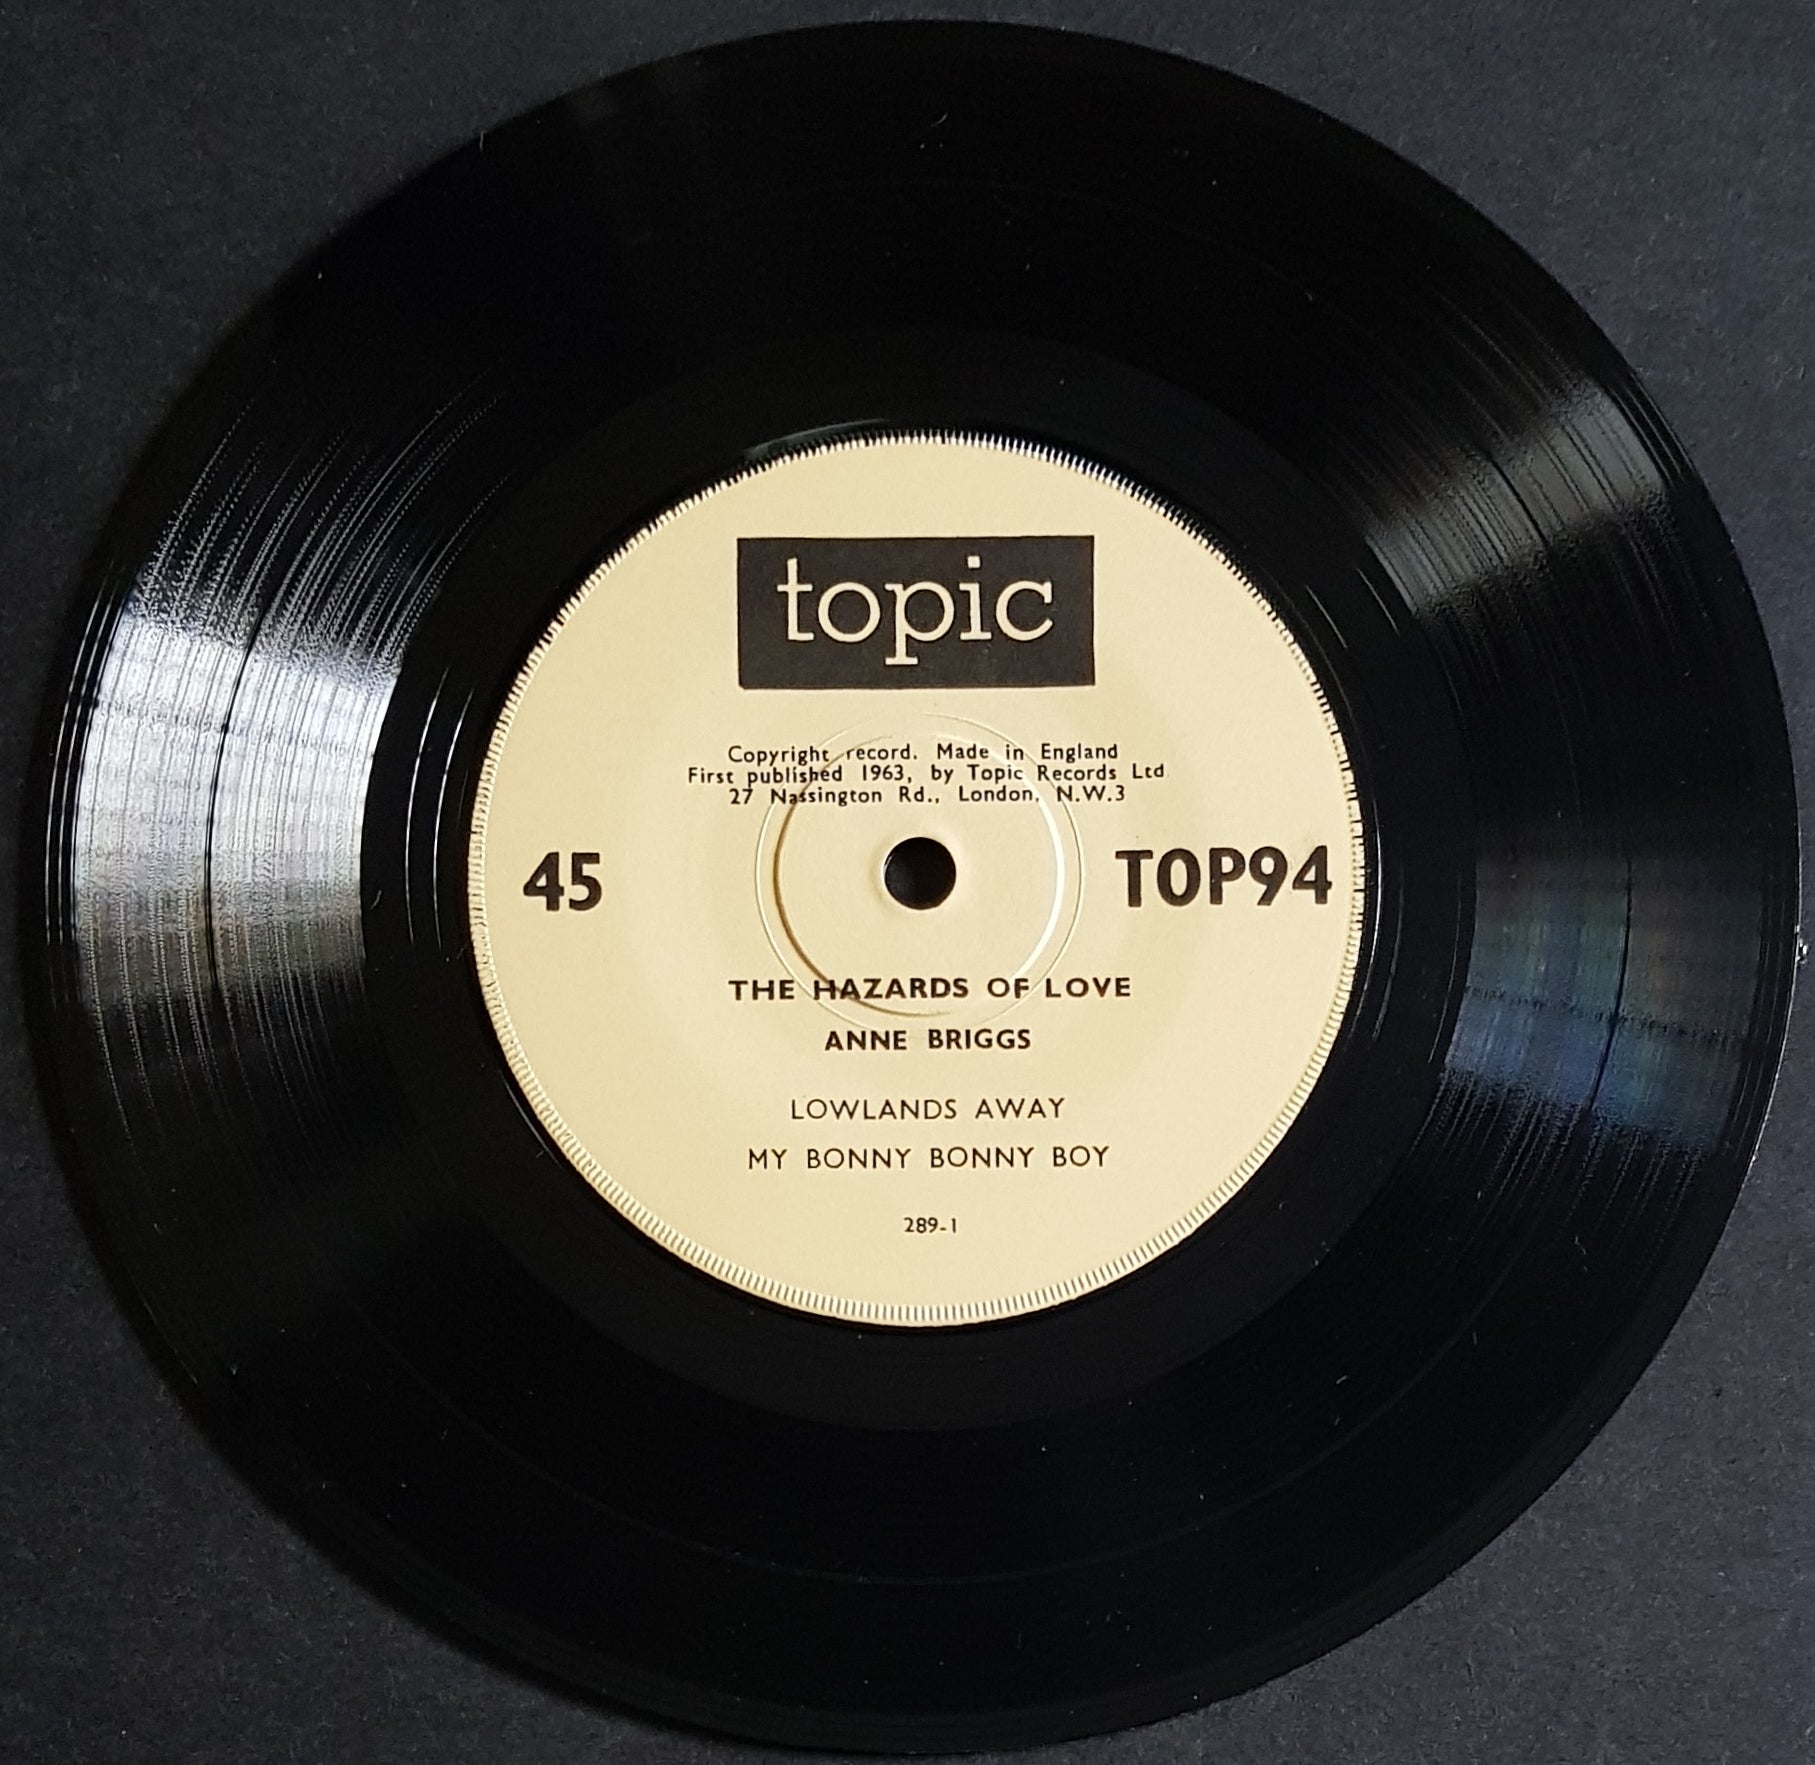 topic
Copyright record. Made in England
First published 1963, by Topic Records Ltd
27 Nassington Rd., London, N.W.3
45 TOP94
THE HAZARDS OF LOVE
ANNE BRIGGS
LOWLANDS AWAY
MY BONNY BONNY BOY
289-1